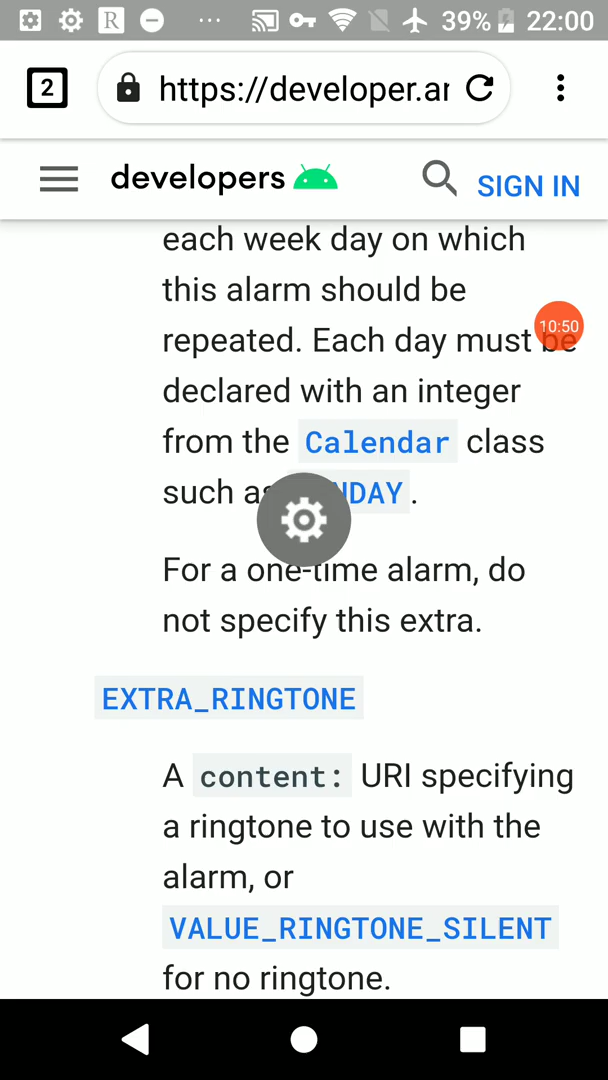 R 39% 22:00
2 https://developer.ar
developers SIGN IN
each week day on which
this alarm should be
10:50
repeated. Each day must be
declared with an integer
from the Calendar class
such as NDAY.
For a one-time alarm, do
not specify this extra.
EXTRA_RINGTONE
A content: URI specifying
a ringtone to use with the
alarm, or
VALUE_RINGTONE_SILENT
for no ringtone.